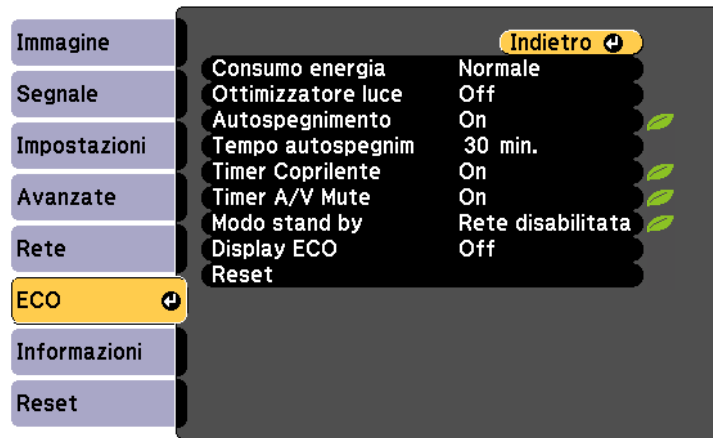 Immagine
Segnale
Impostazioni
Avanzate
Rete
ECO
Informazioni
Reset
Indietro
Consumo energia Normale
Ottimizzatore luce Off
Autospegnimento On
Tempo autospegnim 30 min.
Timer Coprilente On
Timer A/V Mute On
Modo stand by Rete disabilitata
Display ECO Off
Reset